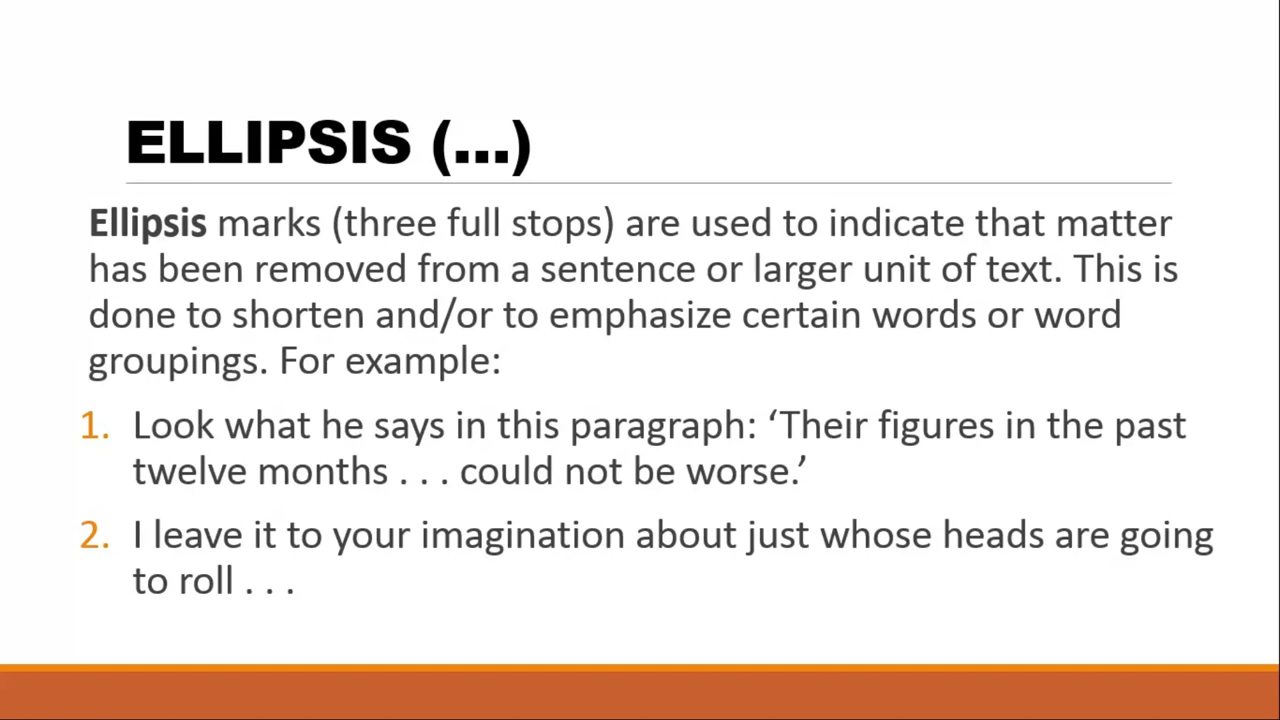 ELLIPSIS (...)
Ellipsis marks (three full stops) are used to indicate that matter
has been removed from a sentence or larger unit of text. This is
done to shorten and/or to emphasize certain words or word
groupings. For example:
1. Look what he says in this paragraph: ‘Their figures in the past
twelve months . . . could not be worse.’
2. I leave it to your imagination about just whose heads are going
to roll . . .